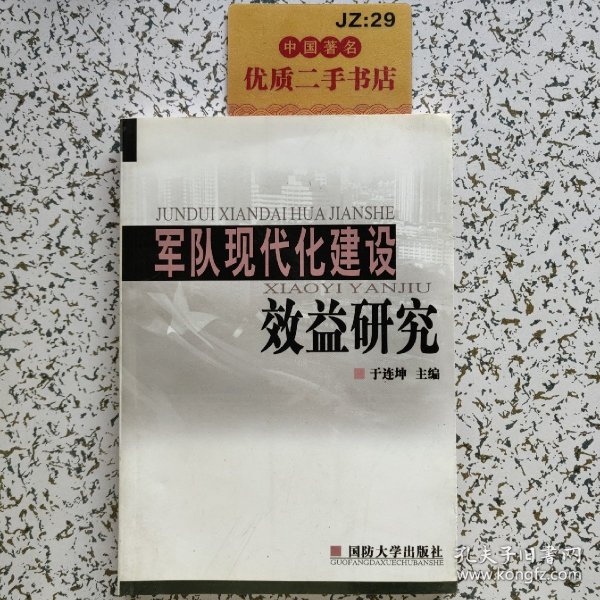 JZ:29
中国著名
优质二手书店
JUNDUI XIANDAI HUA JIANSHE
军队现代化建设
XIAOYI YANJIU
效益研究
于连坤 主编
国防大学出版社
GUOFANGDAXUECHUBANSHE
孔夫子旧书网
www.kongfz.com